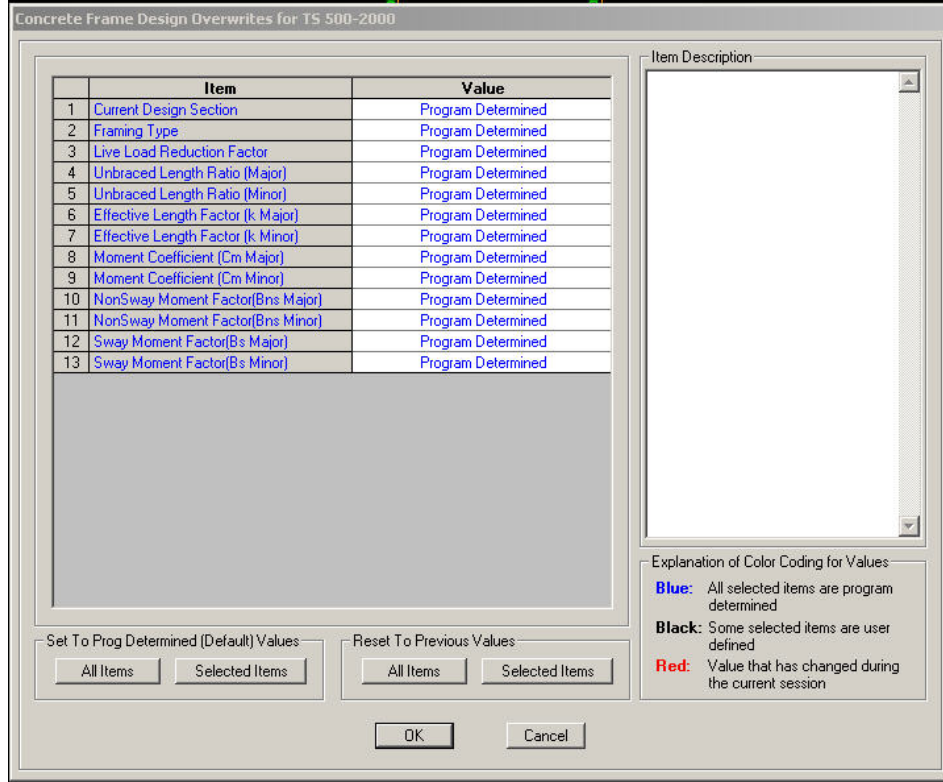 Concrete Frame Design Overwrites for TS 500-2000
Item Value
1 Current Design Section Program Determined
2 Framing Type Program Determined
3 Live Load Reduction Factor Program Determined
4 Unbraced Length Ratio (Major) Program Determined
5 Unbraced Length Ratio (Minor) Program Determined
6 Effective Length Factor (k Major) Program Determined
7 Effective Length Factor (k Minor) Program Determined
8 Moment Coefficient (Cm Major) Program Determined
9 Moment Coefficient (Cm Minor) Program Determined
10 NonSway Moment Factor(Bns Major) Program Determined
11 NonSway Moment Factor(Bns Minor) Program Determined
12 Sway Moment Factor(Bs Major) Program Determined
13 Sway Moment Factor(Bs Minor) Program Determined
Set To Prog Determined (Default) Values
All Items Selected Items
Reset To Previous Values
All Items Selected Items
Item Description
Explanation of Color Coding for Values
Blue: All selected items are program
determined
Black: Some selected items are user
defined
Red: Value that has changed during
the current session
OK Cancel